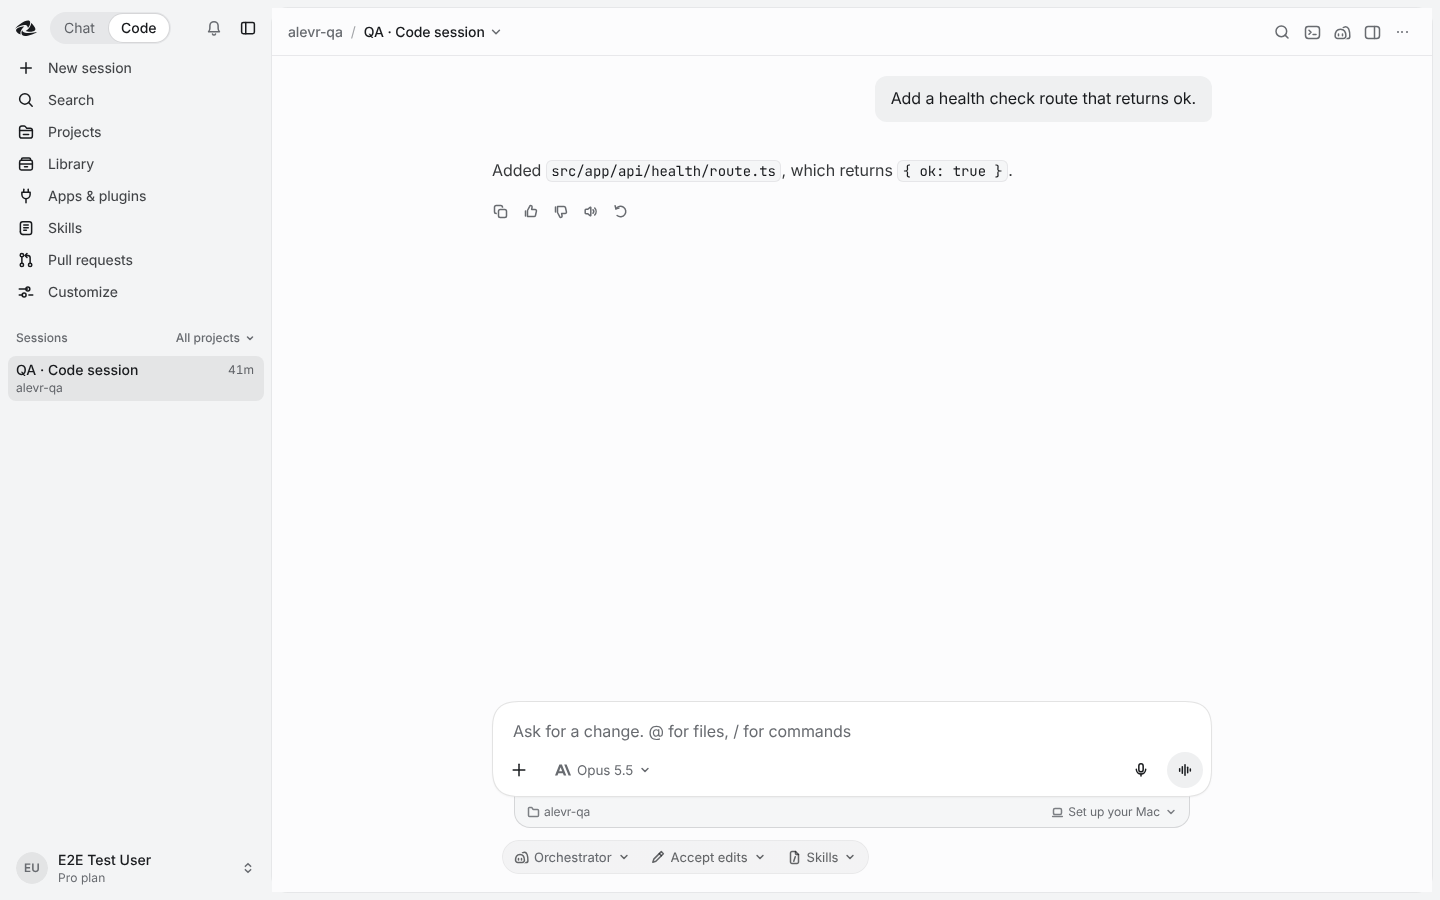 Chat Code
New session
Search
Projects
Library
Apps & plugins
Skills
Pull requests
Customize
Sessions All projects
QA · Code session 41m
alevr-qa
EU
E2E Test User
Pro plan
alevr-qa / QA · Code session
Add a health check route that returns ok.
Added src/app/api/health/route.ts, which returns { ok: true }.
Ask for a change. @ for files, / for commands
Opus 5.5
alevr-qa Set up your Mac
Orchestrator Accept edits Skills